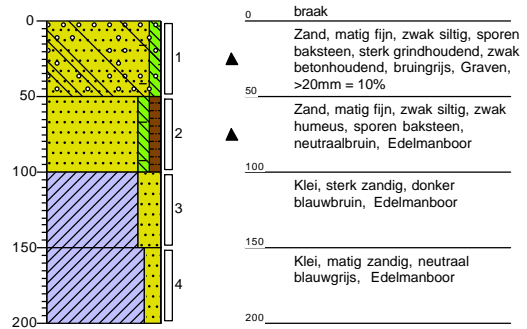 0
50
100
150
200
1
2
3
4
0
braak
Zand, matig fijn, zwak siltig, sporen
baksteen, sterk grindhoudend, zwak
betonhoudend, bruingrijs, Graven,
>20mm = 10%
50
Zand, matig fijn, zwak siltig, zwak
humeus, sporen baksteen,
neutraalbruin, Edelmanboor
100
Klei, sterk zandig, donker
blauwbruin, Edelmanboor
150
Klei, matig zandig, neutraal
blauwgrijs, Edelmanboor
200